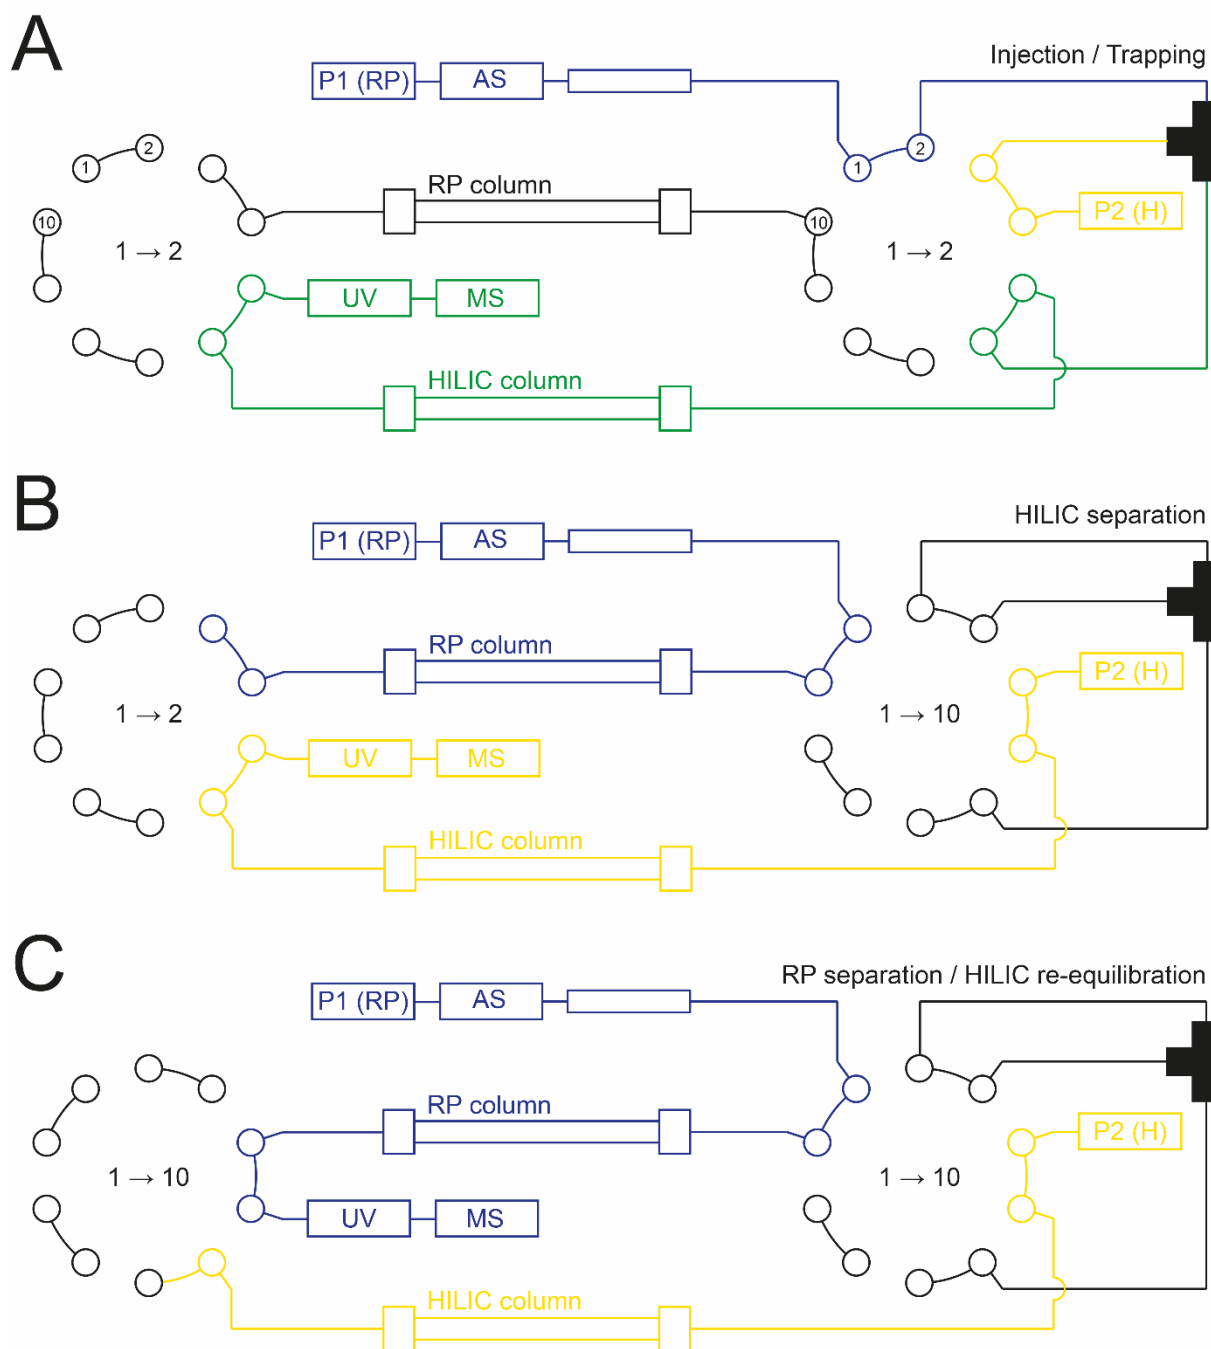 A
Injection / Trapping
P1 (RP) AS
1 2 1 2
RP column
10 10
P2 (H)
1 → 2 1 → 2
UV MS
HILIC column
B
HILIC separation
P1 (RP) AS
RP column
P2 (H)
1 → 2 1 → 10
UV MS
HILIC column
C
RP separation / HILIC re-equilibration
P1 (RP) AS
RP column
P2 (H)
1 → 10 1 → 10
UV MS
HILIC column